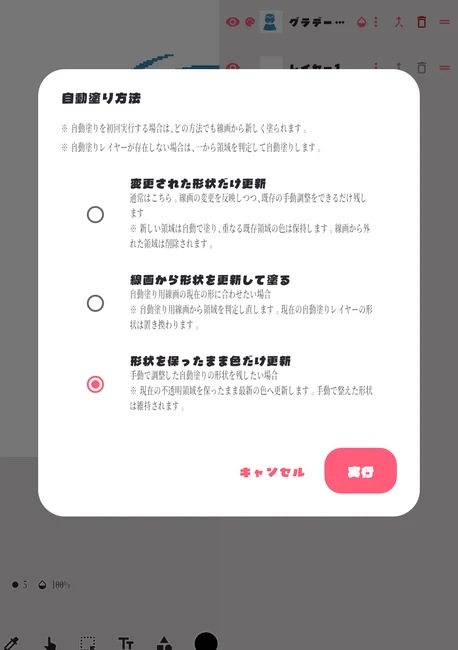 グラデー…
レイヤー1
自動塗り方法
※ 自動塗りを初回実行する場合は、どの方法でも線画から新しく塗られます。
※ 自動塗りレイヤーが存在しない場合は、一から領域を判定して自動塗りします。
変更された形状だけ更新
通常はこちら。線画の変更を反映しつつ、既存の手動調整をできるだけ残し
ます
※ 新しい領域は自動で塗り、重なる既存領域の色は保持します。線画から外
れた領域は削除されます。
線画から形状を更新して塗る
自動塗り用線画の現在の形に合わせたい場合
※ 自動塗り用線画から領域を判定し直します。現在の自動塗りレイヤーの形
状は置き換わります。
形状を保ったまま色だけ更新
手動で調整した自動塗りの形状を残したい場合
※ 現在の不透明領域を保ったまま最新の色へ更新します。手動で整えた形状
は維持されます。
キャンセル 実行
5 100%
Tт